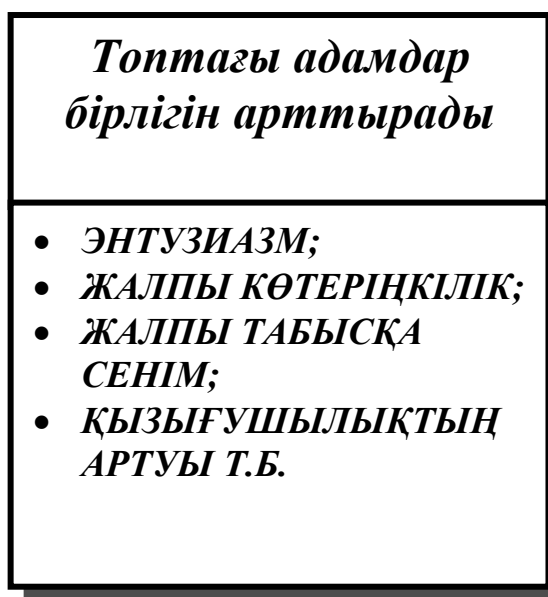 Топтағы адамдар
бірлігін арттырады
• ЭНТУЗИАЗМ;
• ЖАЛПЫ КӨТЕРІҢКІЛІК;
• ЖАЛПЫ ТАБЫСҚА
СЕНІМ;
• ҚЫЗЫҒУШЫЛЫҚТЫҢ
АРТУЫ Т.Б.